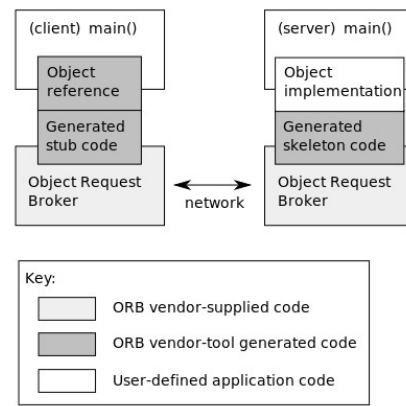 (client) main()
Object
reference
Generated
stub code
Object Request
Broker
network
(server) main()
Object
implementation
Generated
skeleton code
Object Request
Broker
Key:
ORB vendor-supplied code
ORB vendor-tool generated code
User-defined application code